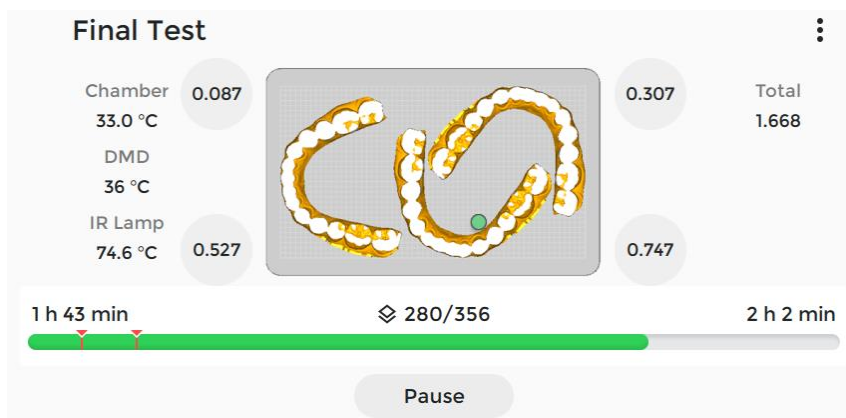 Final Test
Chamber
33.0 °C
DMD
36 °C
IR Lamp
74.6 °C
0.087
0.527
0.307
0.747
Total
1.668
1 h 43 min
280/356
2 h 2 min
Pause